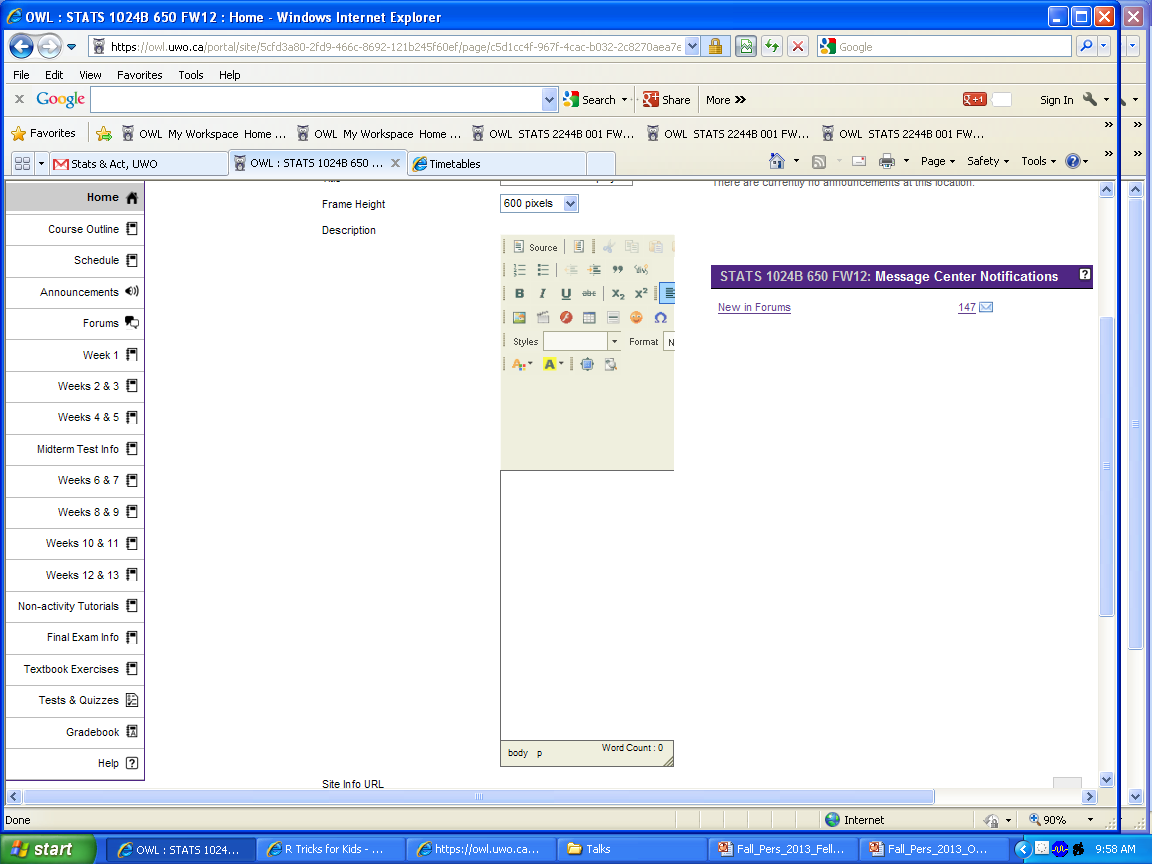 OWL : STATS 1024B 650 FW12 : Home - Windows Internet Explorer
https://owl.uwo.ca/portal/site/5cfd3a80-2fd9-466c-8692-121b245f60ef/page/c5d1cc4f-967f-4cac-b032-2c8270aea7e
Google
File Edit View Favorites Tools Help
x Google Search Share More » +1 Sign In
Favorites OWL My Workspace Home ... OWL My Workspace Home ... OWL STATS 2244B 001 FW... OWL STATS 2244B 001 FW... OWL STATS 2244B 001 FW...
Stats & Act, UWO OWL : STATS 1024B 650 ... Timetables Page Safety Tools
There are currently no announcements at this location.
Home
Course Outline
Schedule
Announcements
Forums
Week 1
Weeks 2 & 3
Weeks 4 & 5
Midterm Test Info
Weeks 6 & 7
Weeks 8 & 9
Weeks 10 & 11
Weeks 12 & 13
Non-activity Tutorials
Final Exam Info
Textbook Exercises
Tests & Quizzes
Gradebook
Help
Frame Height 600 pixels
Description
Source
B I U abc X₂ X² 
Styles Format N
A A
body p Word Count : 0
Site Info URL
STATS 1024B 650 FW12: Message Center Notifications ?
New in Forums 147
Done Internet 90%
start OWL : STATS 1024... R Tricks for Kids - ... https://owl.uwo.ca... Talks Fall_Pers_2013_Fell... Fall_Pers_2013_O... 9:58 AM